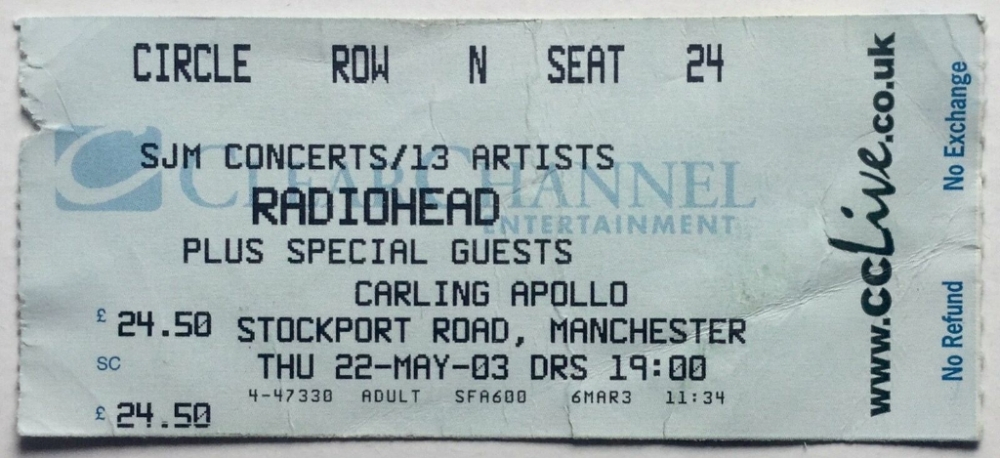 CIRCLE ROW N SEAT 24
SJM CONCERTS/13 ARTISTS
CLEARCHANNEL
RADIOHEAD
ENTERTAINMENT
PLUS SPECIAL GUESTS
CARLING APOLLO
£ 24.50 STOCKPORT ROAD, MANCHESTER
SC THU 22-MAY-03 DRS 19:00
4-47330 ADULT SFA600 6MAR3 11:34
£ 24.50
www.ccLive.co.uk
No Refund No Exchange